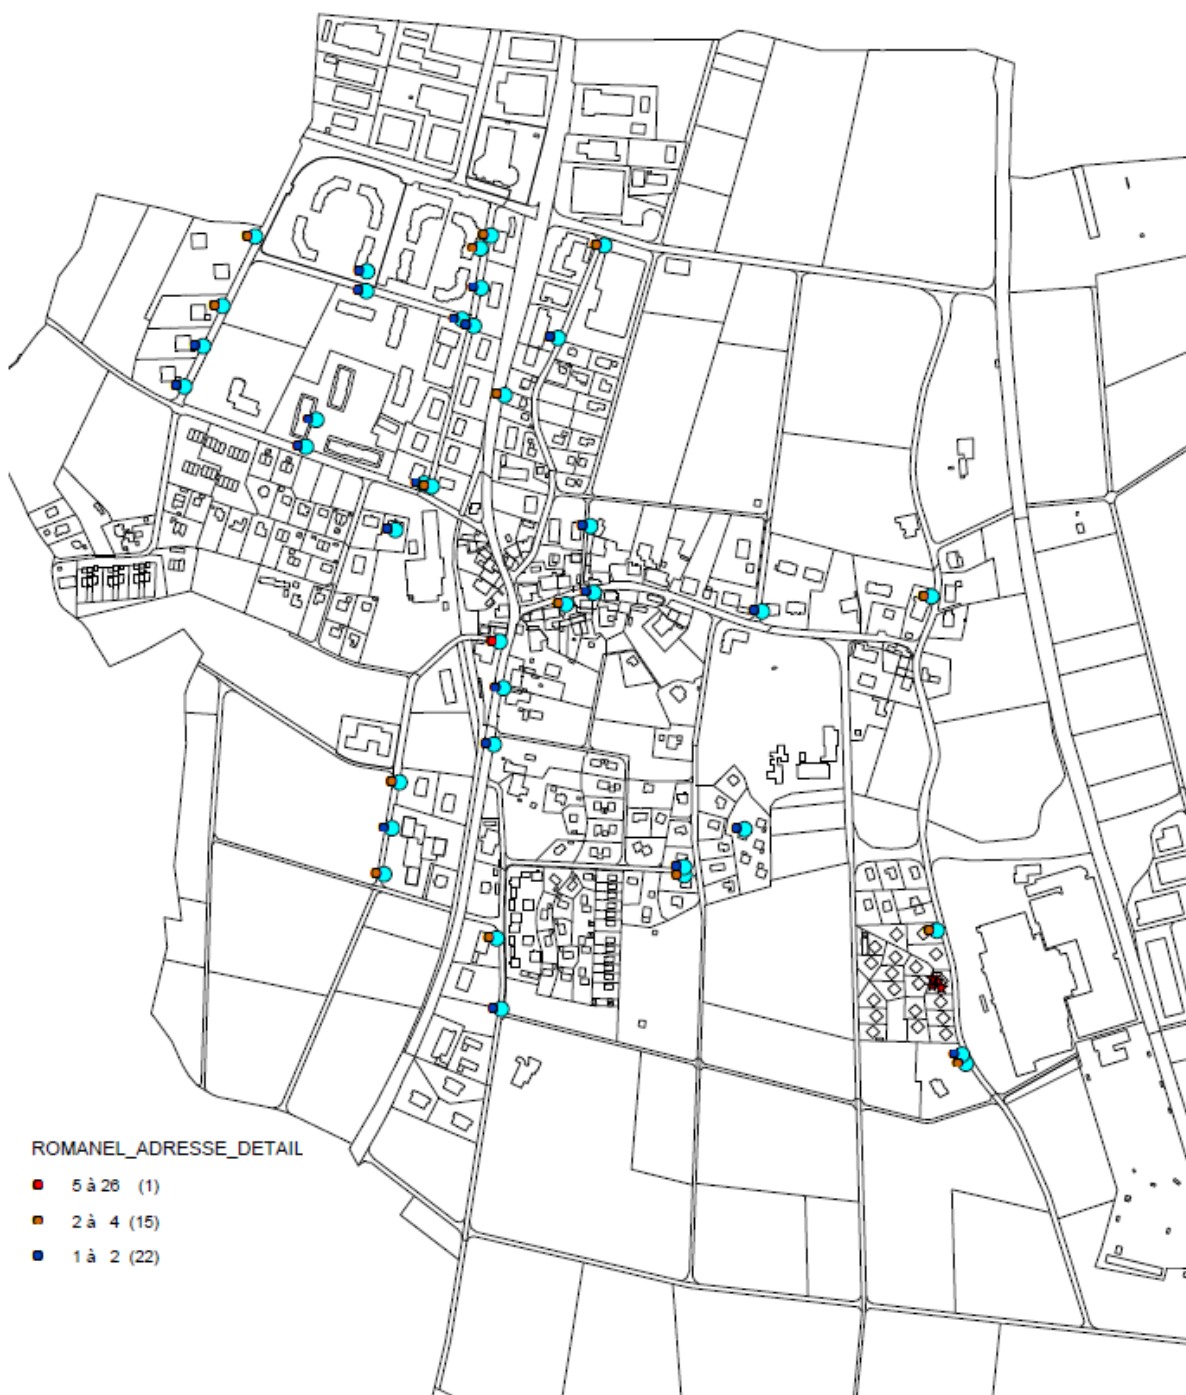 ROMANEL_ADRESSE_DETAIL
5 à 26 (1)
2 à 4 (15)
1 à 2 (22)